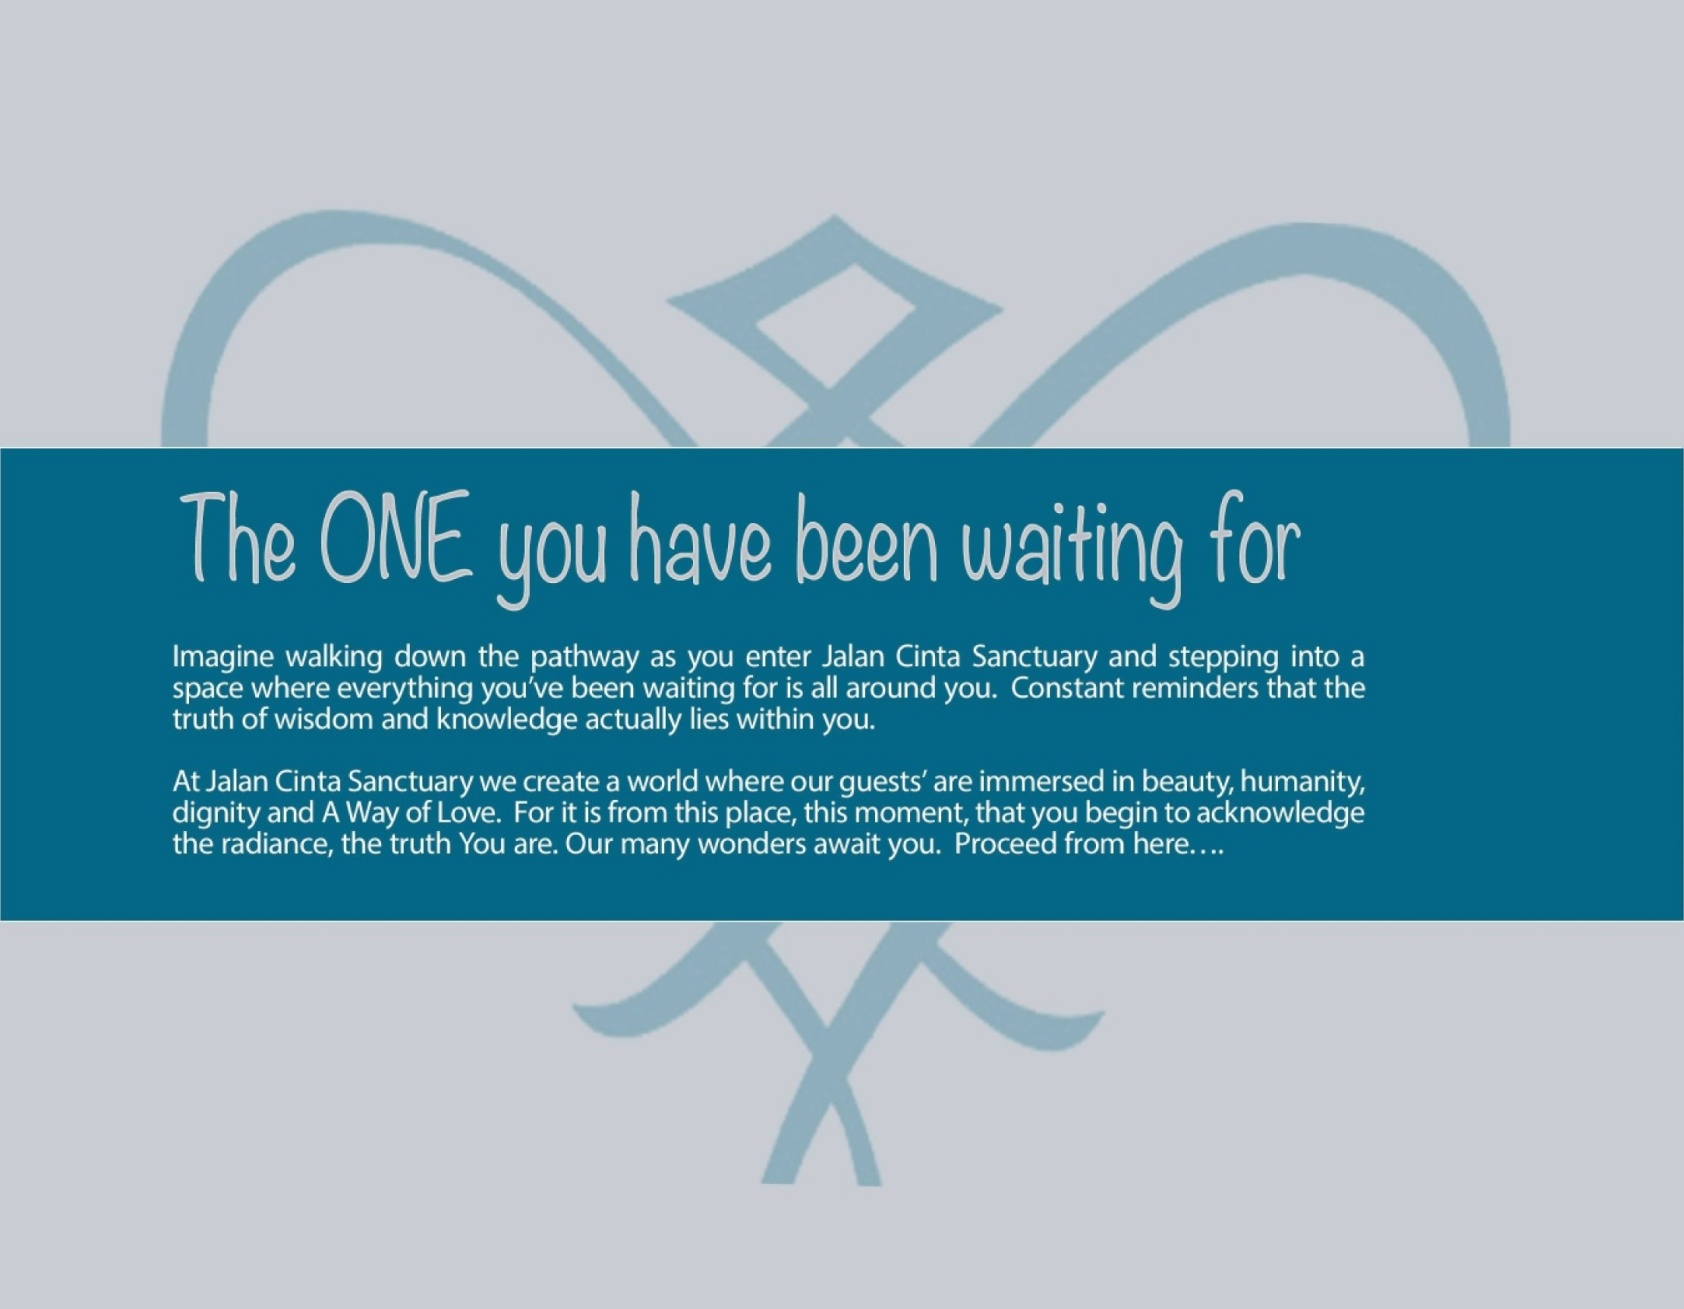 The ONE you have been waiting for
Imagine walking down the pathway as you enter Jalan Cinta Sanctuary and stepping into a
space where everything you've been waiting for is all around you.  Constant reminders that the
truth of wisdom and knowledge actually lies within you.
At Jalan Cinta Sanctuary we create a world where our guests' are immersed in beauty, humanity,
dignity and A Way of Love.  For it is from this place, this moment, that you begin to acknowledge
the radiance, the truth You are. Our many wonders await you.  Proceed from here….